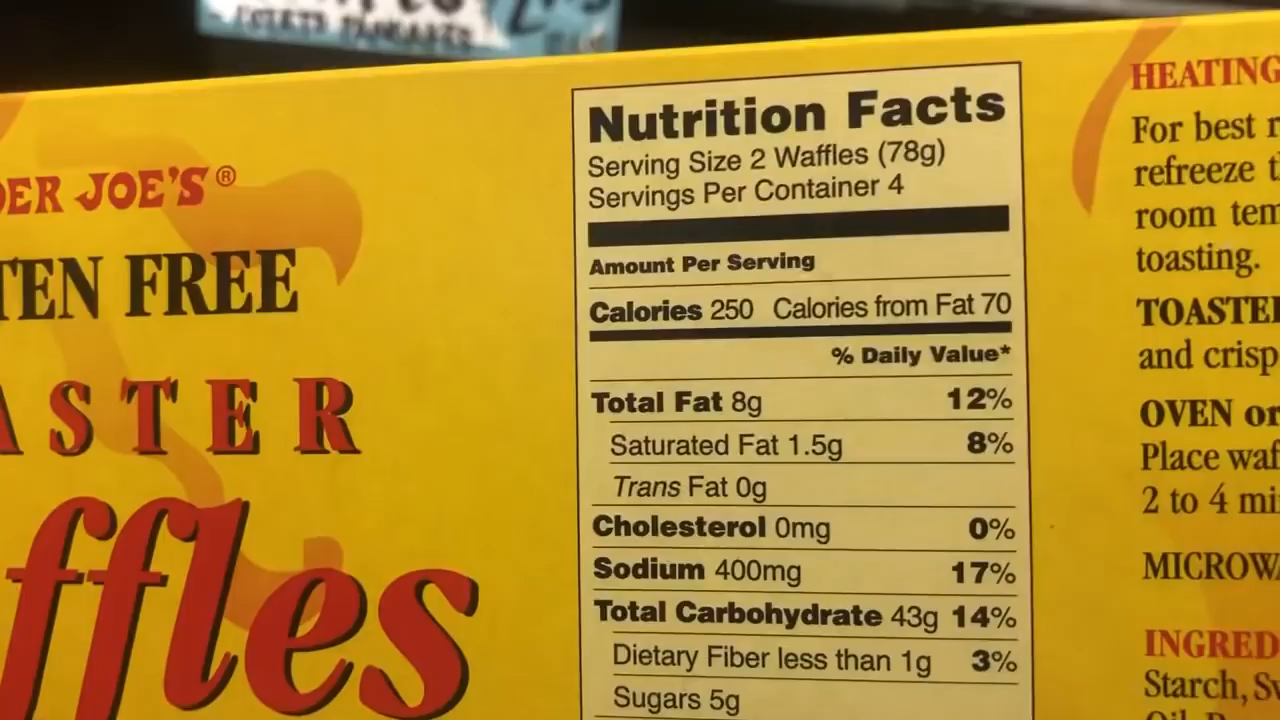 DER JOE'S®
TEN FREE
ASTER
ffles
Nutrition Facts
Serving Size 2 Waffles (78g)
Servings Per Container 4
Amount Per Serving
Calories 250 Calories from Fat 70
% Daily Value*
Total Fat 8g 12%
Saturated Fat 1.5g 8%
Trans Fat 0g
Cholesterol 0mg 0%
Sodium 400mg 17%
Total Carbohydrate 43g 14%
Dietary Fiber less than 1g 3%
Sugars 5g
HEATING
For best r
refreeze t
room tem
toasting.
TOASTE
and crisp
OVEN or
Place waf
2 to 4 mi
MICROWA
INGRED
Starch, Sw